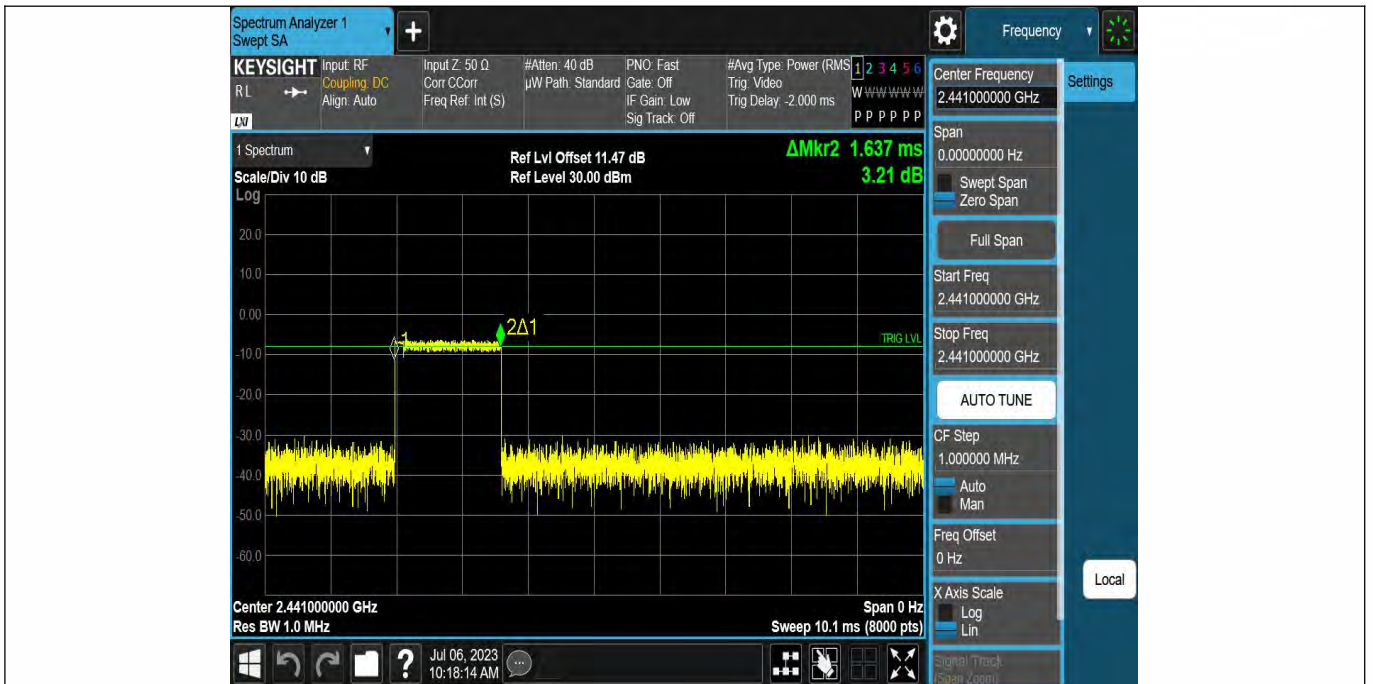 Spectrum Analyzer 1
Swept SA
+
Frequency
KEYSIGHT
RL
LXI
Input: RF
Coupling: DC
Align: Auto
Input Z: 50 Ω
Corr CCorr
Freq Ref: Int (S)
#Atten: 40 dB
µW Path: Standard
PNO: Fast
Gate: Off
IF Gain: Low
Sig Track: Off
#Avg Type: Power (RMS
Trig: Video
Trig Delay: -2.000 ms
1 2 3 4 5 6
W W W W W W
P P P P P P
1 Spectrum
Scale/Div 10 dB
Log
Ref Lvl Offset 11.47 dB
Ref Level 30.00 dBm
ΔMkr2 1.637 ms
3.21 dB
20.0
10.0
0.00
-10.0
-20.0
-30.0
-40.0
-50.0
-60.0
1
2Δ1
TRIG LVL
Center 2.441000000 GHz
Res BW 1.0 MHz
Span 0 Hz
Sweep 10.1 ms (8000 pts)
Center Frequency
2.441000000 GHz
Settings
Span
0.00000000 Hz
Swept Span
Zero Span
Full Span
Start Freq
2.441000000 GHz
Stop Freq
2.441000000 GHz
AUTO TUNE
CF Step
1.000000 MHz
Auto
Man
Freq Offset
0 Hz
X Axis Scale
Log
Lin
Signal Track
(Span Zoom)
Local
?
Jul 06, 2023
10:18:14 AM